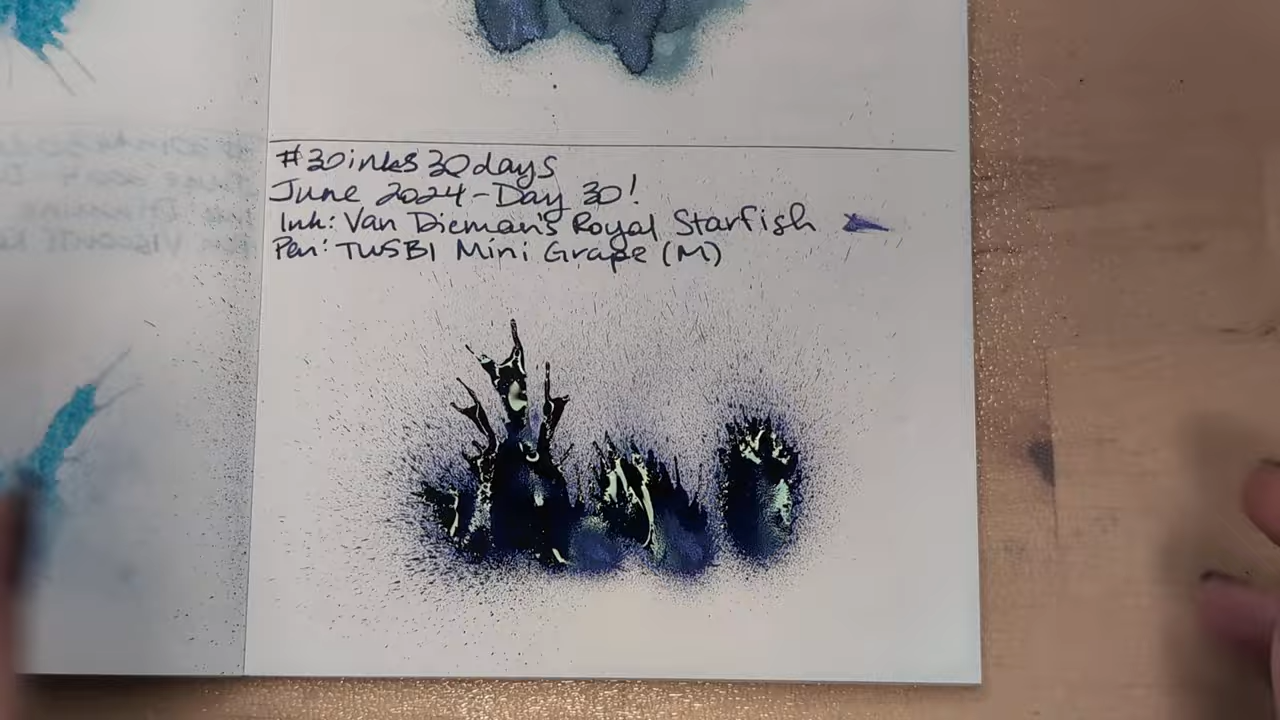 #30inks30days
June 2024 - Day 30!
Ink: Van Dieman's Royal Starfish
Pen: TWSBI Mini Grape (M)